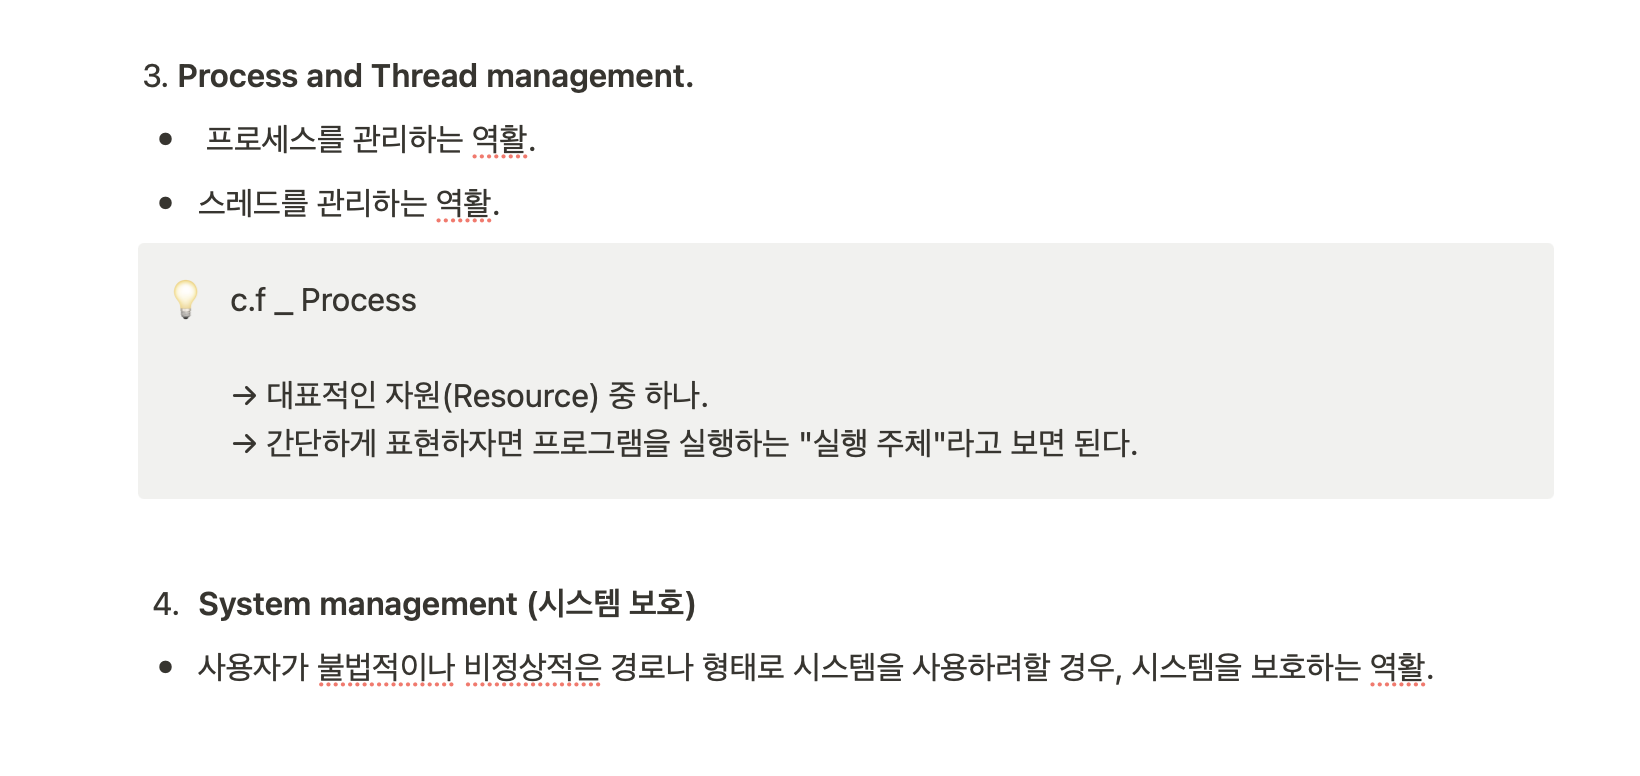 3. Process and Thread management.
• 프로세스를 관리하는 역활.
• 스레드를 관리하는 역활.
💡 c.f _ Process
→ 대표적인 자원(Resource) 중 하나.
→ 간단하게 표현하자면 프로그램을 실행하는 "실행 주체"라고 보면 된다.
4. System management (시스템 보호)
• 사용자가 불법적이나 비정상적은 경로나 형태로 시스템을 사용하려할 경우, 시스템을 보호하는 역활.